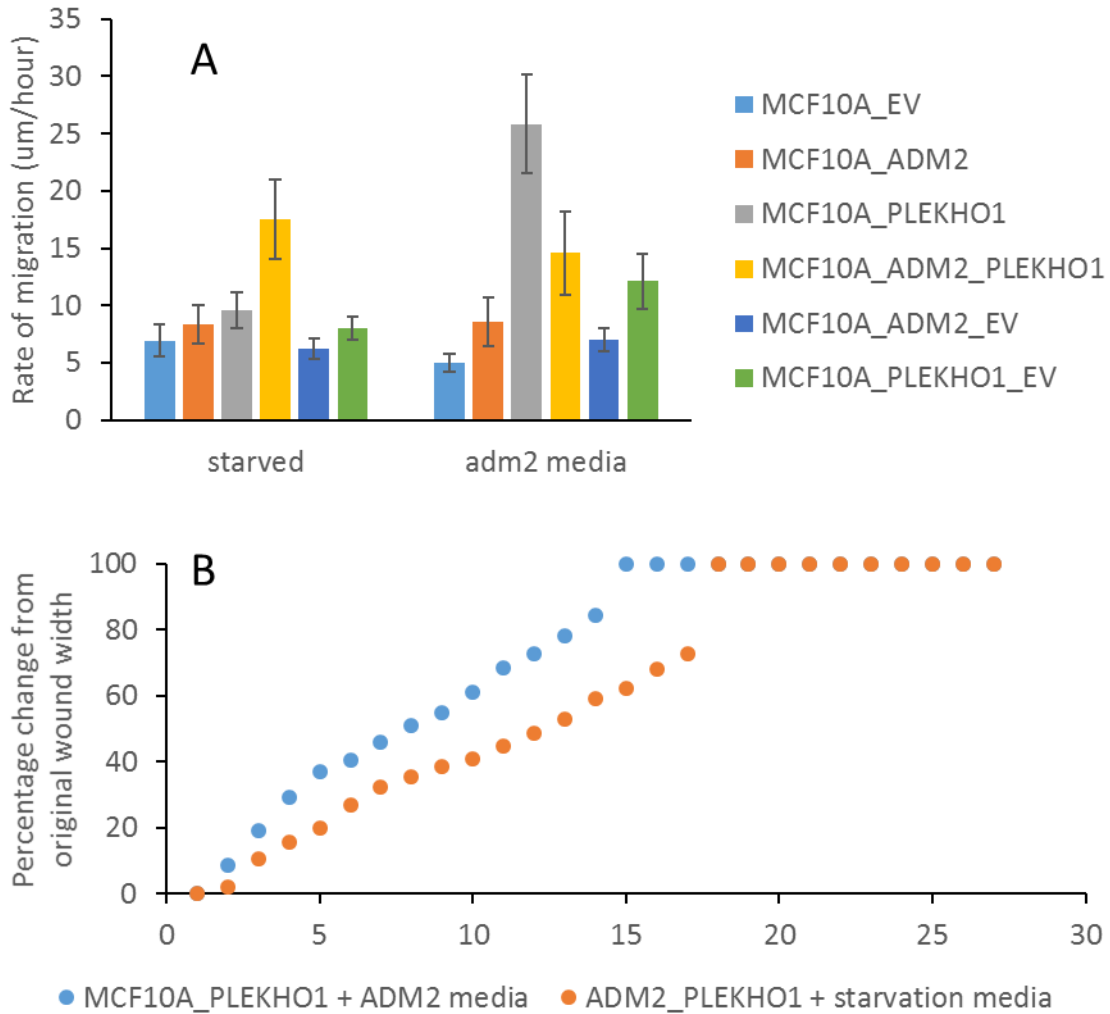 A
Rate of migration (um/hour)
35
30
25
20
15
10
5
0
starved
adm2 media
MCF10A_EV
MCF10A_ADM2
MCF10A_PLEKHO1
MCF10A_ADM2_PLEKHO1
MCF10A_ADM2_EV
MCF10A_PLEKHO1_EV
B
Percentage change from
original wound width
100
80
60
40
20
0
0 5 10 15 20 25 30
MCF10A_PLEKHO1 + ADM2 media ADM2_PLEKHO1 + starvation media